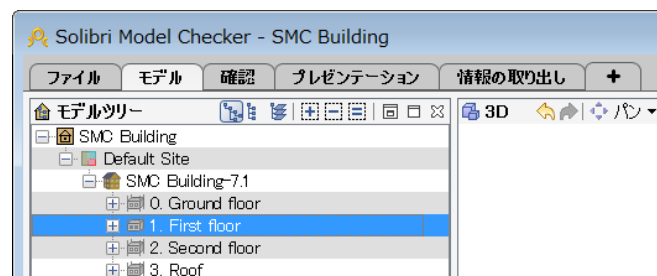 Solibri Model Checker - SMC Building
ファイル モデル 確認 プレゼンテーション 情報の取り出し +
モデルツリー 3D パン
SMC Building
Default Site
SMC Building-7.1
0. Ground floor
1. First floor
2. Second floor
3. Roof